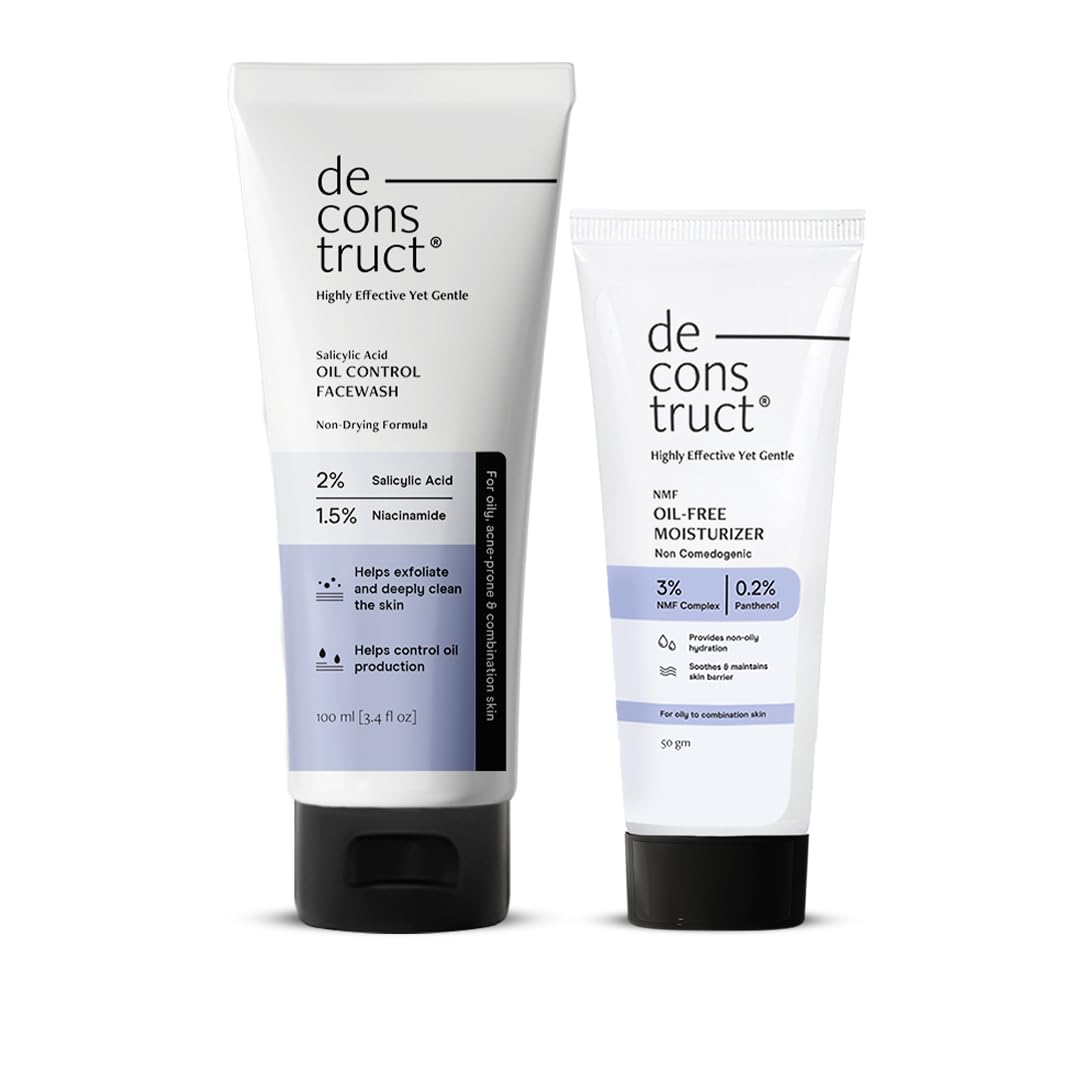 de
cons
truct®
Highly Effective Yet Gentle
Salicylic Acid
OIL CONTROL
FACEWASH
Non-Drying Formula
2% Salicylic Acid
1.5% Niacinamide
Helps exfoliate
and deeply clean
the skin
Helps control oil
production
100 ml [3.4 fl oz]
For oily, acne-prone & combination skin
de
cons
truct®
Highly Effective Yet Gentle
NMF
OIL-FREE
MOISTURIZER
Non Comedogenic
3% 0.2%
NMF Complex Panthenol
Provides non-oily
hydration
Soothes & maintains
skin barrier
For oily to combination skin
50 gm